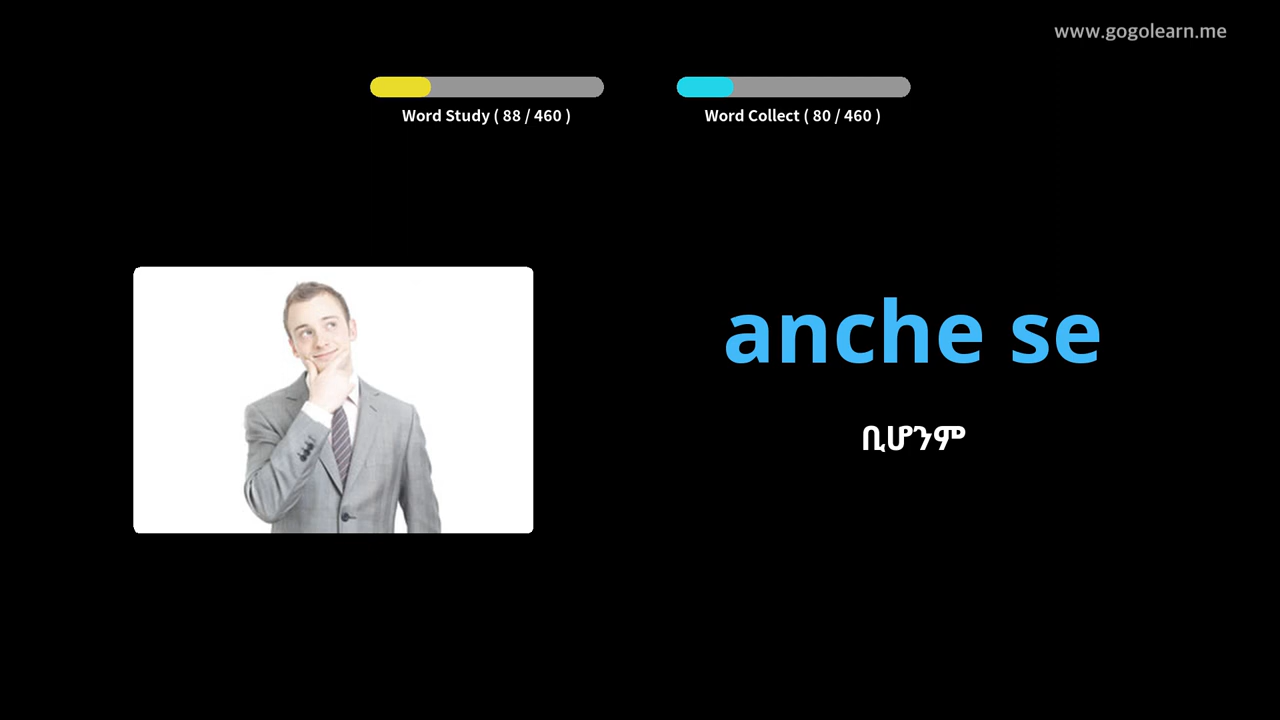 www.gogolearn.me
Word Study ( 88 / 460 )
Word Collect ( 80 / 460 )
anche se
ቢሆንም